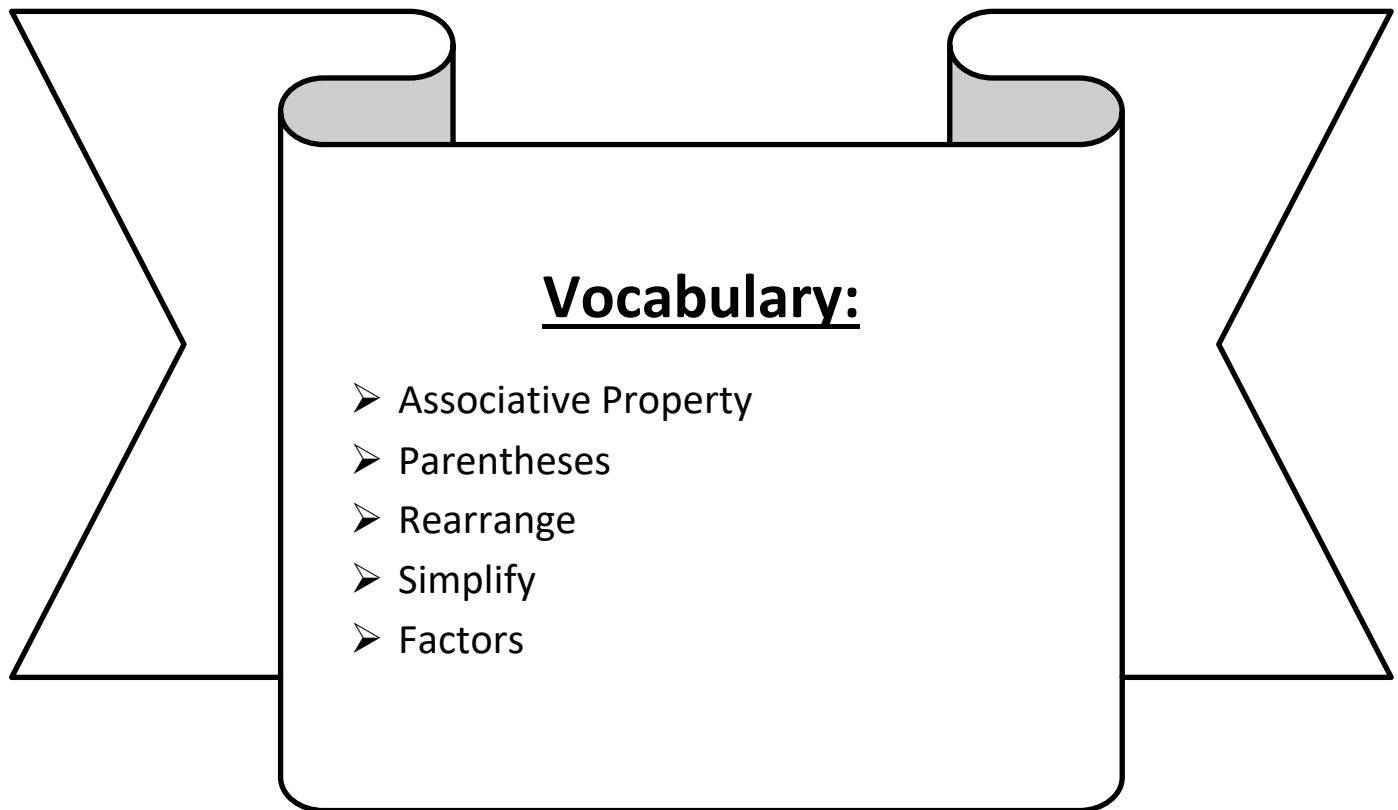 Vocabulary:
➢ Associative Property
➢ Parentheses
➢ Rearrange
➢ Simplify
➢ Factors